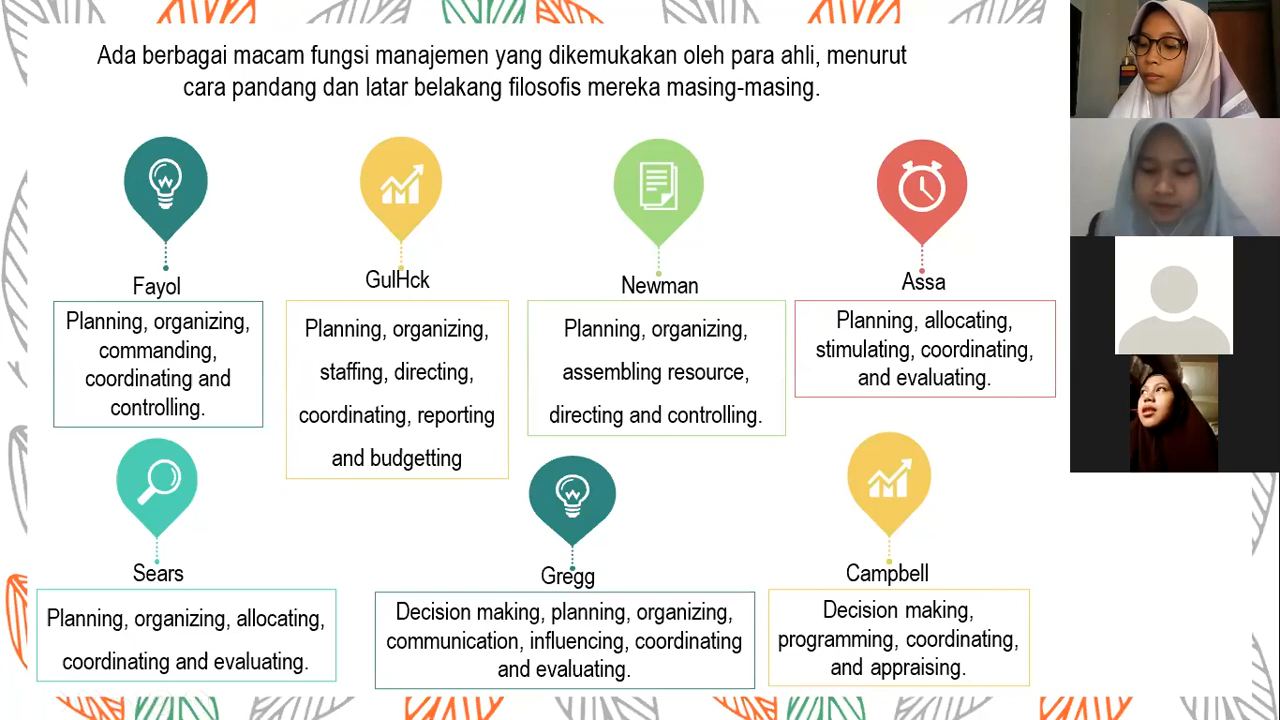 Ada berbagai macam fungsi manajemen yang dikemukakan oleh para ahli, menurut
cara pandang dan latar belakang filosofis mereka masing-masing.
Fayol
Planning, organizing,
commanding,
coordinating and
controlling.
GulHck
Planning, organizing,
staffing, directing,
coordinating, reporting
and budgetting
Newman
Planning, organizing,
assembling resource,
directing and controlling.
Assa
Planning, allocating,
stimulating, coordinating,
and evaluating.
Sears
Planning, organizing, allocating,
coordinating and evaluating.
Gregg
Decision making, planning, organizing,
communication, influencing, coordinating
and evaluating.
Campbell
Decision making,
programming, coordinating,
and appraising.